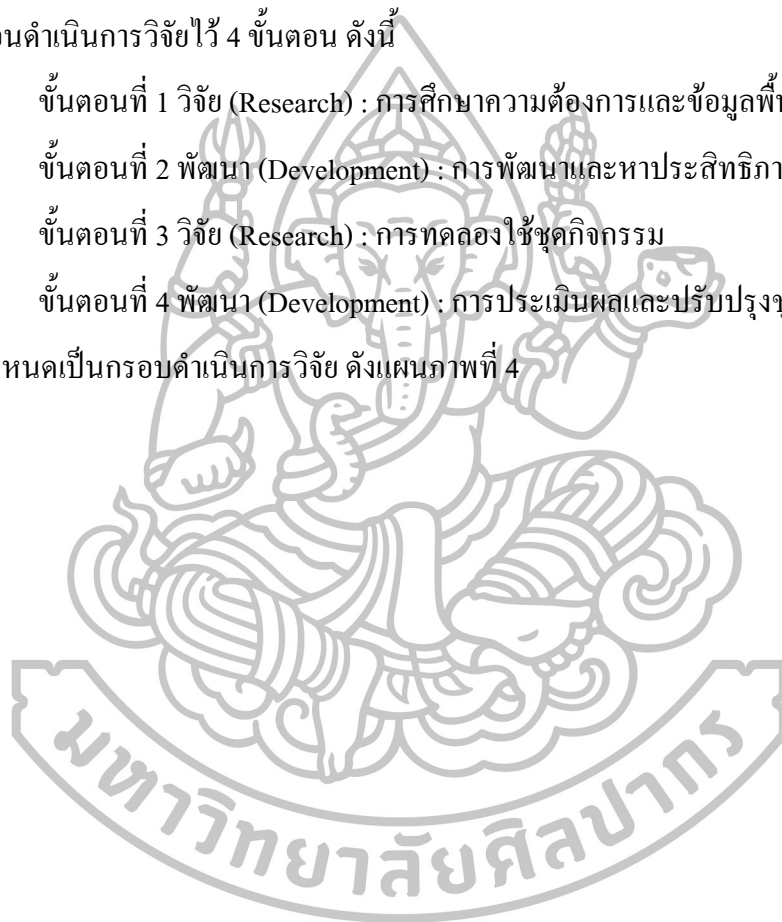 อนดำเนินการวิจัยไว้ 4 ขั้นตอน ดังนี้
ขั้นตอนที่ 1 วิจัย (Research) : การศึกษาความต้องการและข้อมูลพื้น
ขั้นตอนที่ 2 พัฒนา (Development) : การพัฒนาและหาประสิทธิภา
ขั้นตอนที่ 3 วิจัย (Research) : การทดลองใช้ชุดกิจกรรม
ขั้นตอนที่ 4 พัฒนา (Development) : การประเมินผลและปรับปรุงชุ
หนดเป็นกรอบดำเนินการวิจัย ดังแผนภาพที่ 4
มหาวิทยาลัยศิลปากร